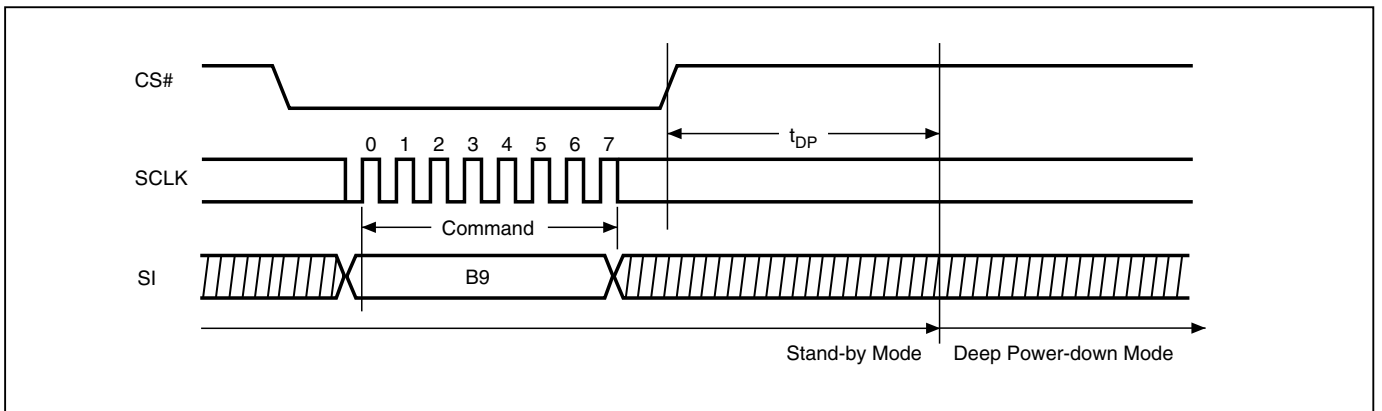 CS#
t_DP
0 1 2 3 4 5 6 7
SCLK
Command
SI
B9
Stand-by Mode
Deep Power-down Mode